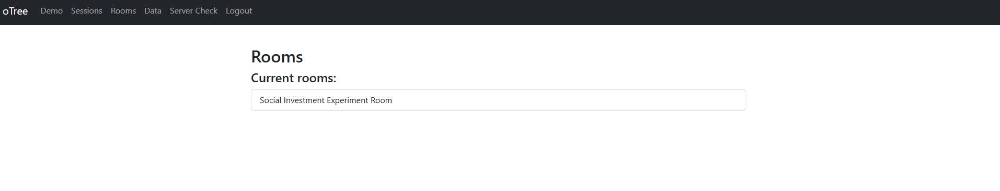 oTree Demo Sessions Rooms Data Server Check Logout
Rooms
Current rooms:
Social Investment Experiment Room